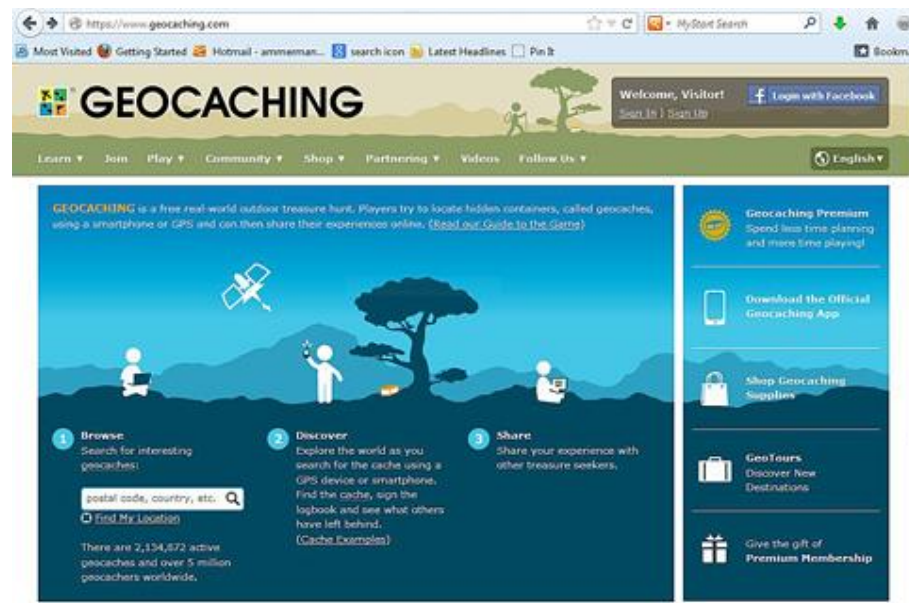 https://www.geocaching.com
MyStart Search
Most Visited Getting Started Hotmail - ammerman... search icon Latest Headlines Pin It
GEOCACHING
Welcome, Visitor!
Sign In | Sign Up
Login with Facebook
Learn Join Play Community Shop Partnering Videos Follow Us
English
GEOCACHING is a free real-world outdoor treasure hunt. Players try to locate hidden containers, called geocaches,
using a smartphone or GPS and can then share their experiences online. (Read our Guide to the Game)
1 Browse
Search for interesting
geocaches:
postal code, country, etc.
Find My Location
There are 2,134,872 active
geocaches and over 5 million
geocachers worldwide.
2 Discover
Explore the world as you
search for the cache using a
GPS device or smartphone.
Find the cache, sign the
logbook and see what others
have left behind.
(Cache Examples)
3 Share
Share your experience with
other treasure seekers.
Geocaching Premium
Spend less time planning
and more time playing!
Download the Official
Geocaching App
Shop Geocaching
Supplies
GeoTours
Discover New
Destinations
Give the gift of
Premium Membership